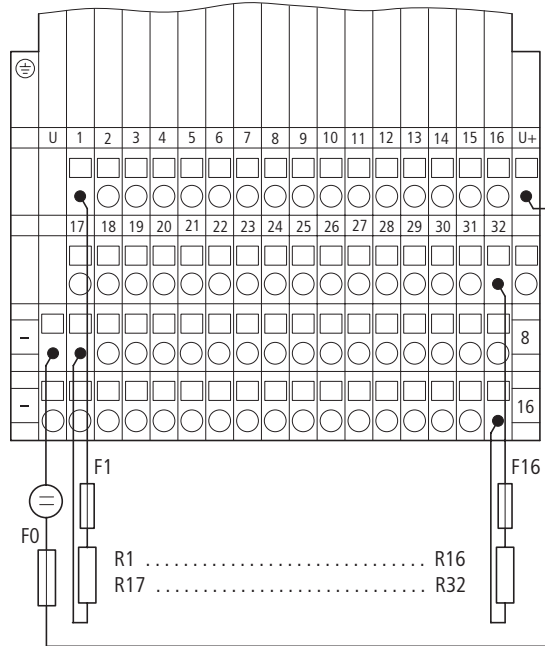 U 1 2 3 4 5 6 7 8 9 10 11 12 13 14 15 16 U+
17 18 19 20 21 22 23 24 25 26 27 28 29 30 31 32
– 8
– 16
F1 F16
F0
R1 . . . . . . . . . . . . . . . . . . . . . . . . . . . . R16
R17 . . . . . . . . . . . . . . . . . . . . . . . . . . . R32